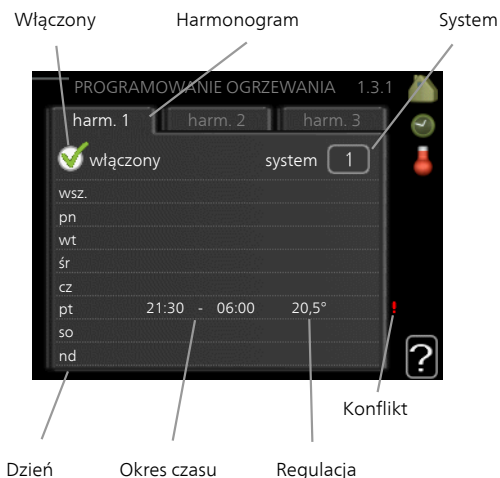 Włączony Harmonogram System
PROGRAMOWANIE OGRZEWANIA 1.3.1
harm. 1 harm. 2 harm. 3
włączony system 1
wsz.
pn
wt
śr
cz
pt 21:30 - 06:00 20,5° !
so
nd
?
Konflikt
Dzień Okres czasu Regulacja